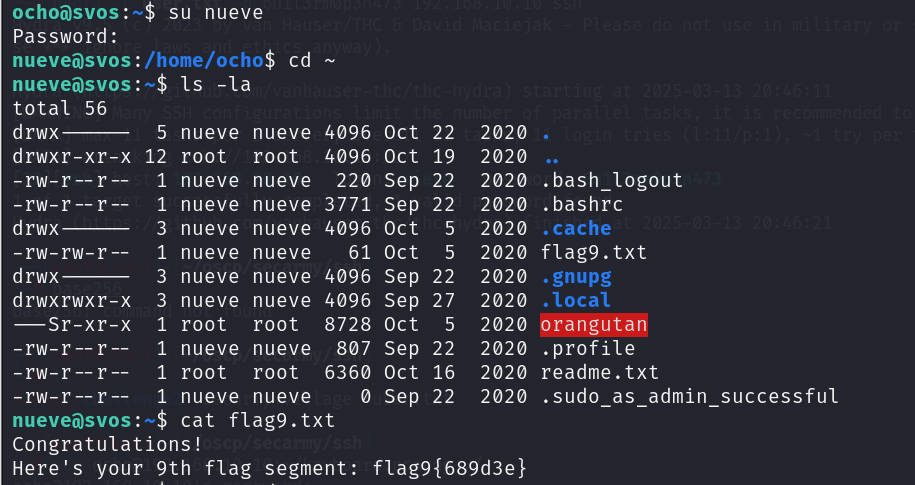 ocho@svos:~$ su nueve
Password:
nueve@svos:/home/ocho$ cd ~
nueve@svos:~$ ls -la
total 56
drwx------  5 nueve nueve 4096 Oct 22  2020 .
drwxr-xr-x 12 root  root  4096 Oct 19  2020 ..
-rw-r--r--  1 nueve nueve  220 Sep 22  2020 .bash_logout
-rw-r--r--  1 nueve nueve 3771 Sep 22  2020 .bashrc
drwx------  3 nueve nueve 4096 Oct  5  2020 .cache
-rw-rw-r--  1 nueve nueve   61 Oct  5  2020 flag9.txt
drwx------  3 nueve nueve 4096 Sep 22  2020 .gnupg
drwxrwxr-x  3 nueve nueve 4096 Sep 27  2020 .local
---Sr-xr-x  1 root  root  8728 Oct  5  2020 orangutan
-rw-r--r--  1 nueve nueve  807 Sep 22  2020 .profile
-rw-r--r--  1 root  root  6360 Oct 16  2020 readme.txt
-rw-r--r--  1 nueve nueve    0 Sep 22  2020 .sudo_as_admin_successful
nueve@svos:~$ cat flag9.txt
Congratulations!
Here's your 9th flag segment: flag9{689d3e}